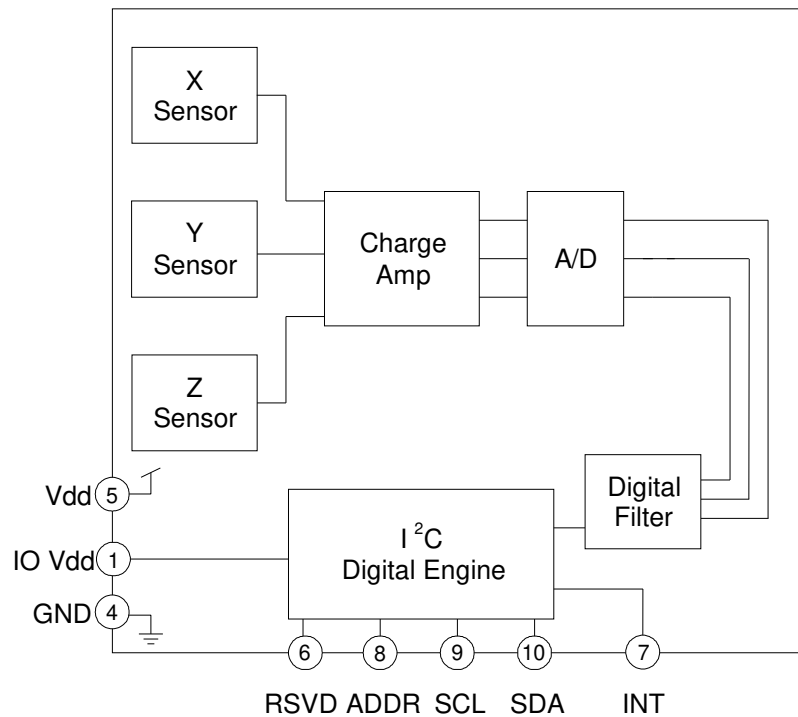 X
Sensor
Y
Sensor
Charge
Amp
A/D
Z
Sensor
Vdd
5
Digital
Filter
I ²C
Digital Engine
IO Vdd
1
GND
4
6
8
9
10
7
RSVD
ADDR
SCL
SDA
INT